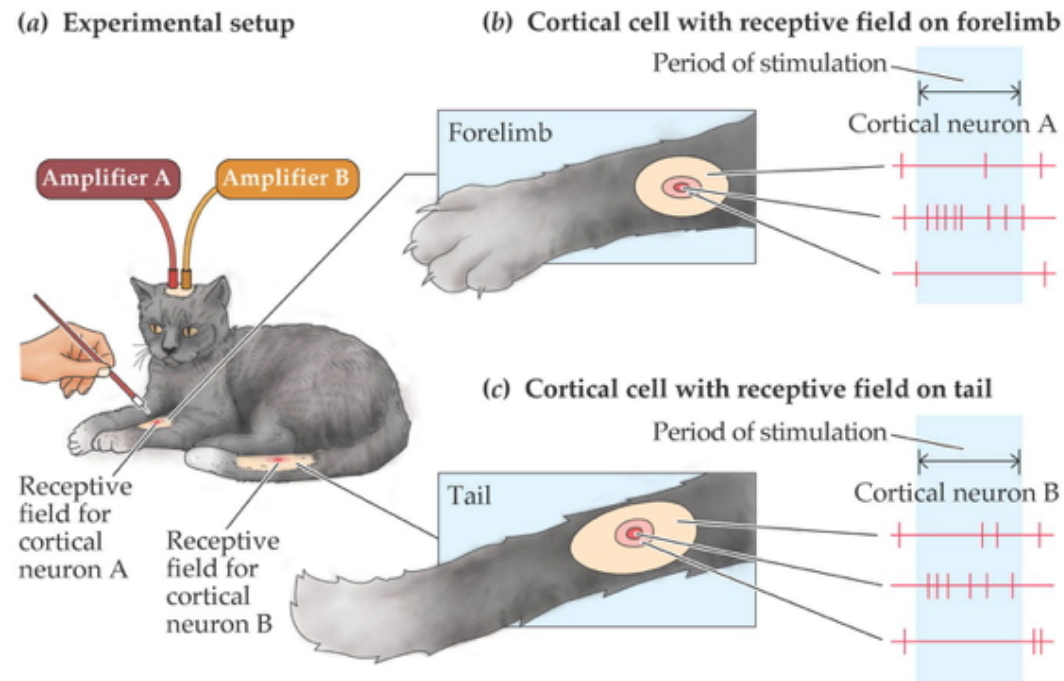 (a) Experimental setup
Amplifier A
Amplifier B
Receptive
field for
cortical
neuron A
Receptive
field for
cortical
neuron B
(b) Cortical cell with receptive field on forelimb
Period of stimulation
Forelimb
Cortical neuron A
(c) Cortical cell with receptive field on tail
Period of stimulation
Tail
Cortical neuron B